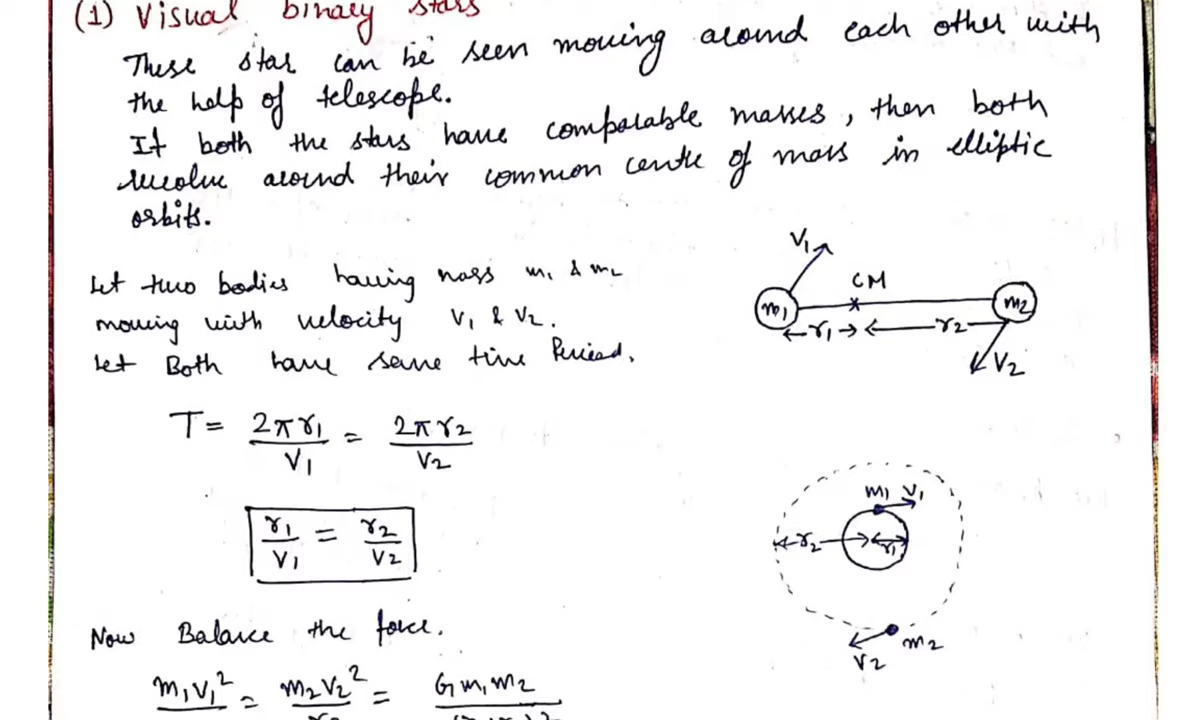 (1) Visual binary stars
These star can be seen moving around each other with
the help of telescope.
If both the stars have comparable masses, then both
revolve around their common centre of mass in elliptic
orbits.
Let two bodies having mass m₁ & m₂
moving with velocity V₁ & V₂.
Let Both have same time Period.
V₁
CM
m₁
m₂
r₁
r₂
V₂
T = 2πr₁/V₁ = 2πr₂/V₂
r₁/V₁ = r₂/V₂
m₁ V₁
r₂
r₁
m₂
V₂
Now Balance the force.
m₁V₁² = m₂V₂² = Gm₁m₂